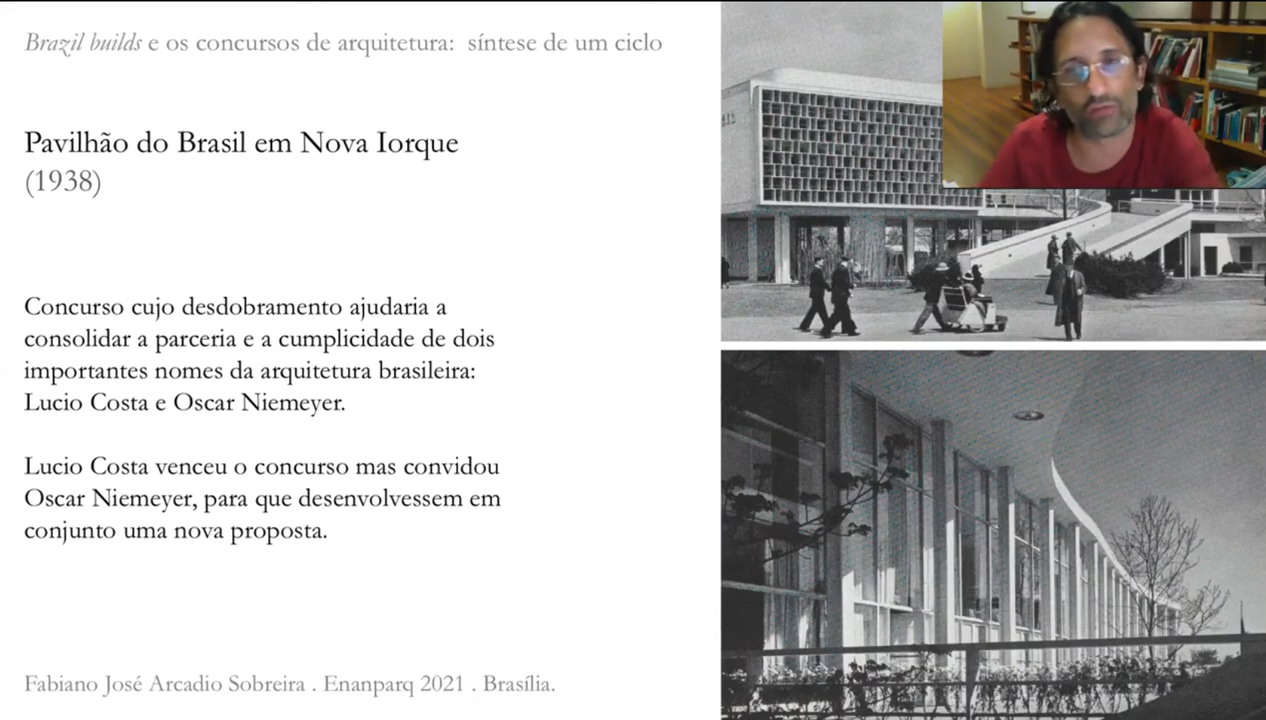 Brazil builds e os concursos de arquitetura: síntese de um ciclo
Pavilhão do Brasil em Nova Iorque
(1938)
Concurso cujo desdobramento ajudaria a
consolidar a parceria e a cumplicidade de dois
importantes nomes da arquitetura brasileira:
Lucio Costa e Oscar Niemeyer.
Lucio Costa venceu o concurso mas convidou
Oscar Niemeyer, para que desenvolvessem em
conjunto uma nova proposta.
Fabiano José Arcadio Sobreira . Enanparq 2021 . Brasília.